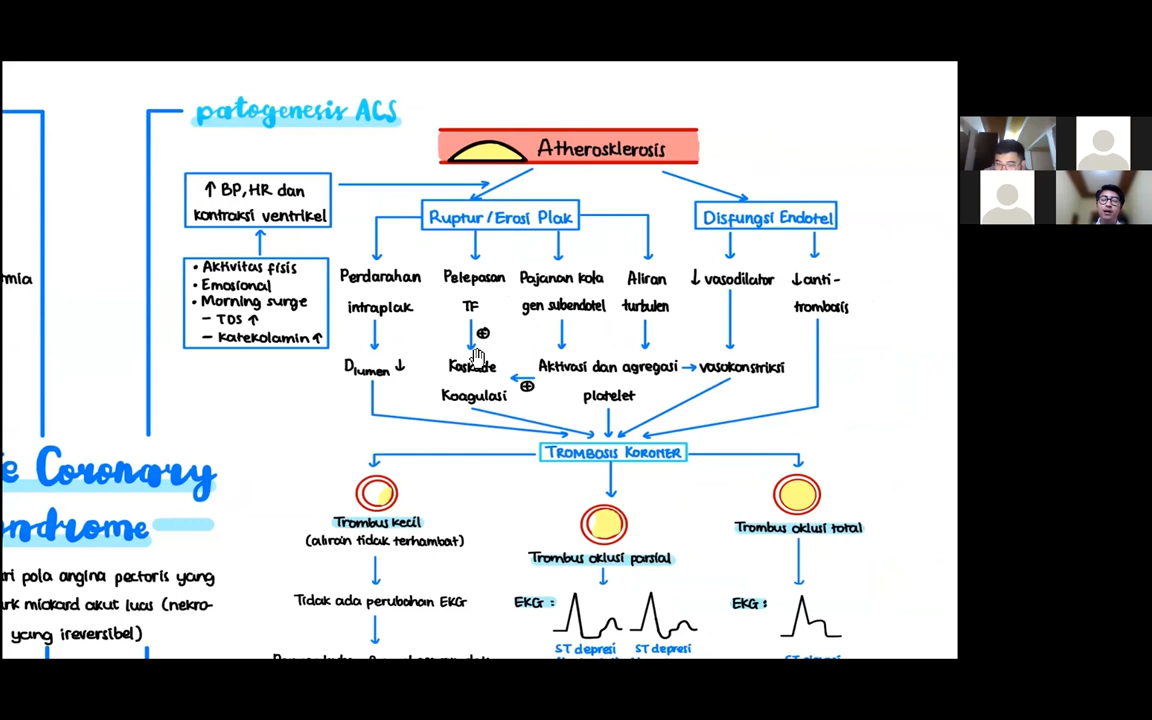 patogenesis ACS
Atherosklerosis
↑ BP, HR dan
kontraksi ventrikel
• Aktivitas fisis
• Emosional
• Morning surge
– TDS ↑
– Katekolamin ↑
Ruptur/Erosi Plak
Disfungsi Endotel
Perdarahan
intraplak
Pelepasan
TF
Pajanan kola
gen subendotel
Aliran
turbulen
↓ vasodilator
↓ anti-
trombosis
mia
⊕
D lumen ↓
Kaskade
Koagulasi
⊕
Aktivasi dan agregasi
platelet
vasokonstriksi
TROMBOSIS KORONER
e Coronary
ndrome
Trombus kecil
(aliran tidak terhambat)
Trombus oklusi parsial
Trombus oklusi total
ri pola angina pectoris yang
rk miokard akut luas (nekro-
yang ireversibel)
Tidak ada perubahan EKG
EKG :
ST depresi
ST depresi
EKG :